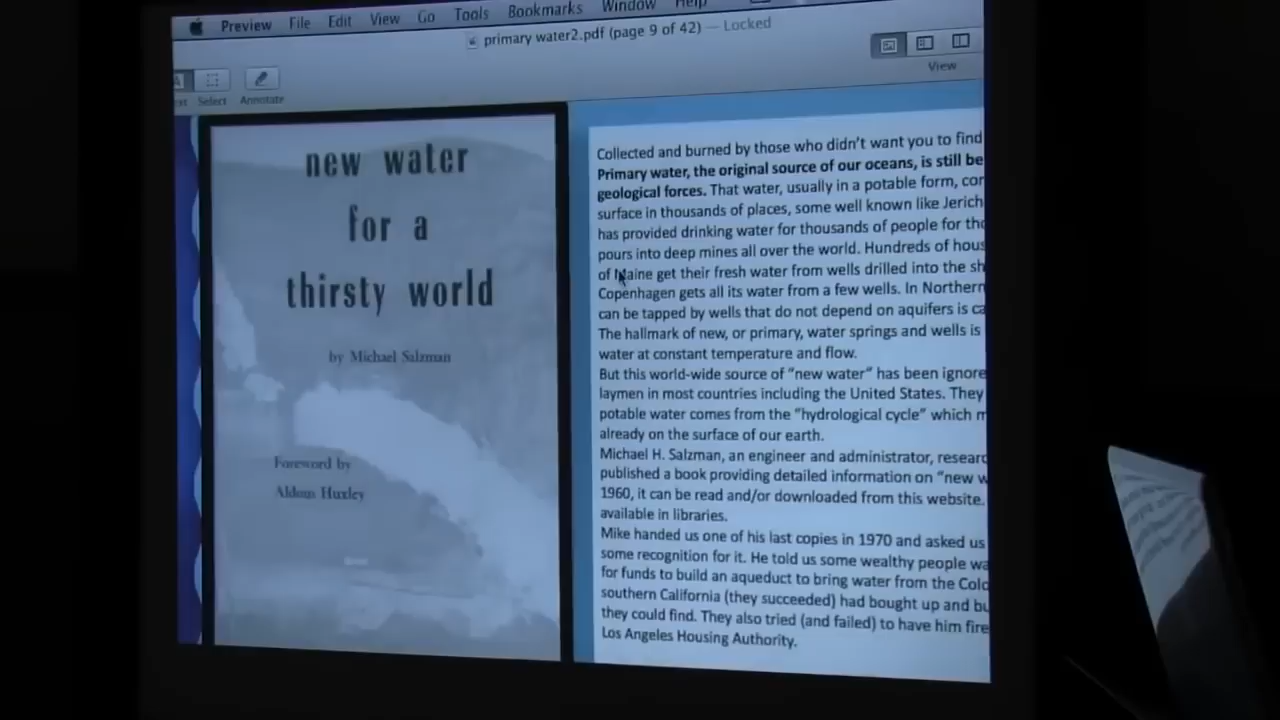 Preview File Edit View Go Tools Bookmarks Window Help
primary water2.pdf (page 9 of 42) — Locked
View
Select Annotate
new water
for a
thirsty world
by Michael Salzman
Foreword by
Aldous Huxley
Collected and burned by those who didn't want you to find
Primary water, the original source of our oceans, is still be
geological forces. That water, usually in a potable form, cor
surface in thousands of places, some well known like Jerich
has provided drinking water for thousands of people for tho
pours into deep mines all over the world. Hundreds of hous
of Maine get their fresh water from wells drilled into the sh
Copenhagen gets all its water from a few wells. In Northern
can be tapped by wells that do not depend on aquifers is ca
The hallmark of new, or primary, water springs and wells is
water at constant temperature and flow.
But this world-wide source of "new water" has been ignore
laymen in most countries including the United States. They
potable water comes from the "hydrological cycle" which m
already on the surface of our earth.
Michael H. Salzman, an engineer and administrator, researc
published a book providing detailed information on "new w
1960, it can be read and/or downloaded from this website.
available in libraries.
Mike handed us one of his last copies in 1970 and asked us
some recognition for it. He told us some wealthy people wa
for funds to build an aqueduct to bring water from the Colo
southern California (they succeeded) had bought up and bu
they could find. They also tried (and failed) to have him fire
Los Angeles Housing Authority.